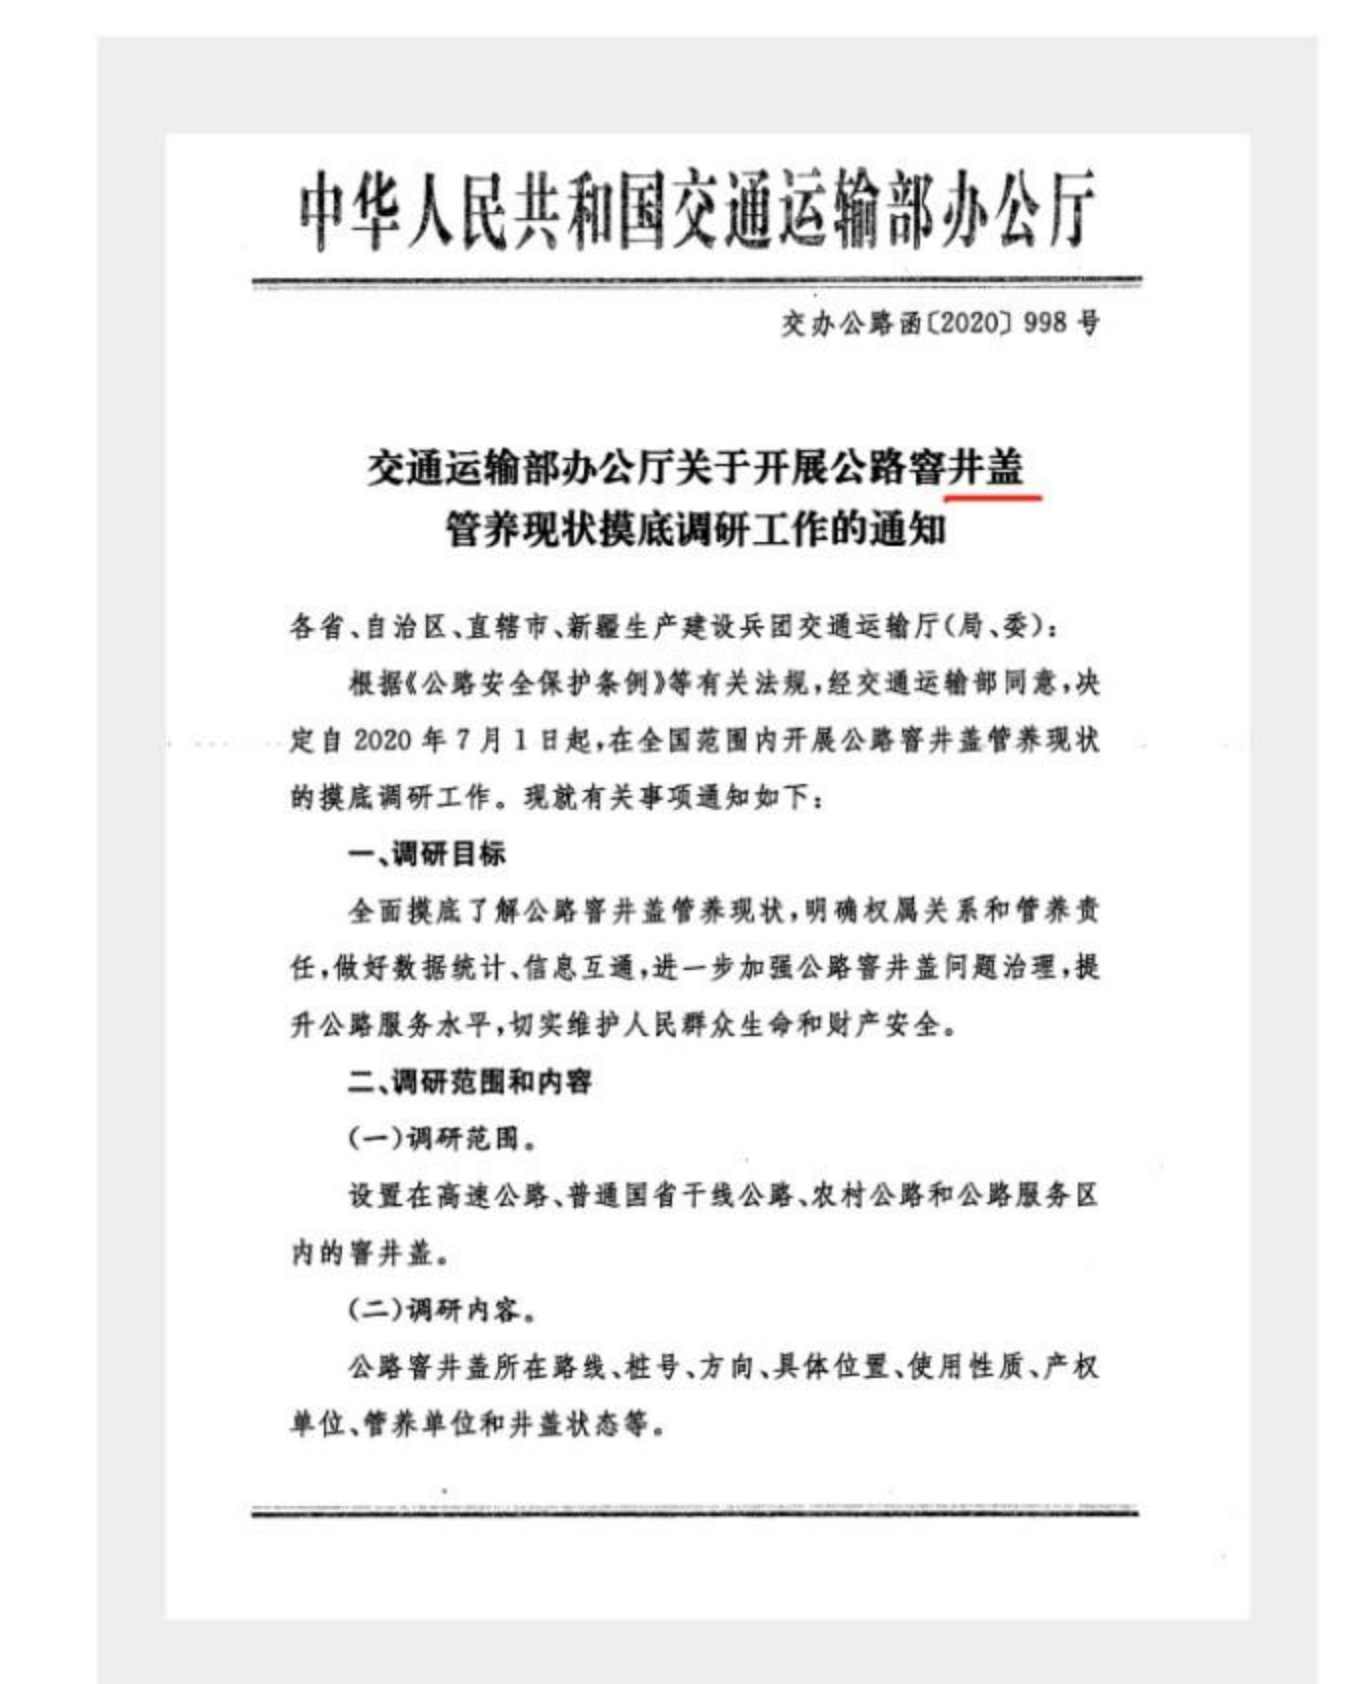 中华人民共和国交通运输部办公厅
交办公路函〔2020〕998 号
交通运输部办公厅关于开展公路窨井盖
管养现状摸底调研工作的通知
各省、自治区、直辖市、新疆生产建设兵团交通运输厅(局、委):
根据《公路安全保护条例》等有关法规,经交通运输部同意,决
定自 2020 年 7 月 1 日起,在全国范围内开展公路窨井盖管养现状
的摸底调研工作。现就有关事项通知如下:
一、调研目标
全面摸底了解公路窨井盖管养现状,明确权属关系和管养责
任,做好数据统计、信息互通,进一步加强公路窨井盖问题治理,提
升公路服务水平,切实维护人民群众生命和财产安全。
二、调研范围和内容
(一)调研范围。
设置在高速公路、普通国省干线公路、农村公路和公路服务区
内的窨井盖。
(二)调研内容。
公路窨井盖所在路线、桩号、方向、具体位置、使用性质、产权
单位、管养单位和井盖状态等。